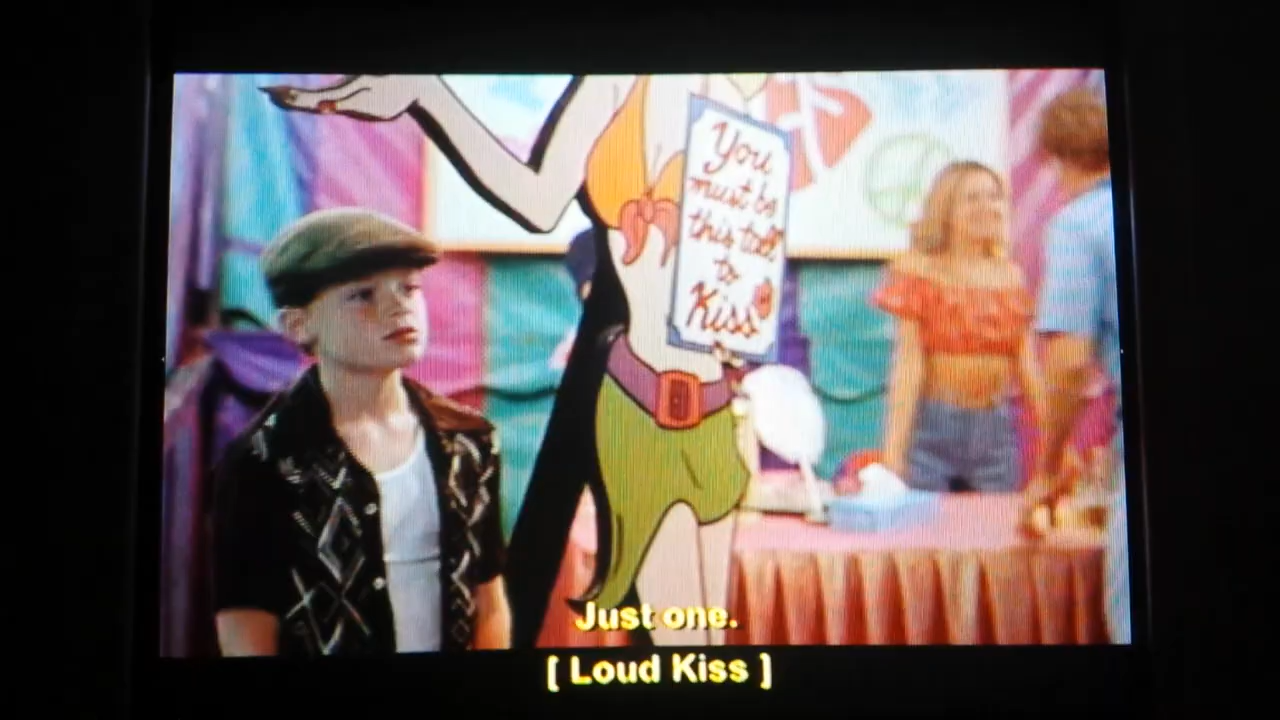 You
must be
this tall
to
Kiss
Just one.
[ Loud Kiss ]